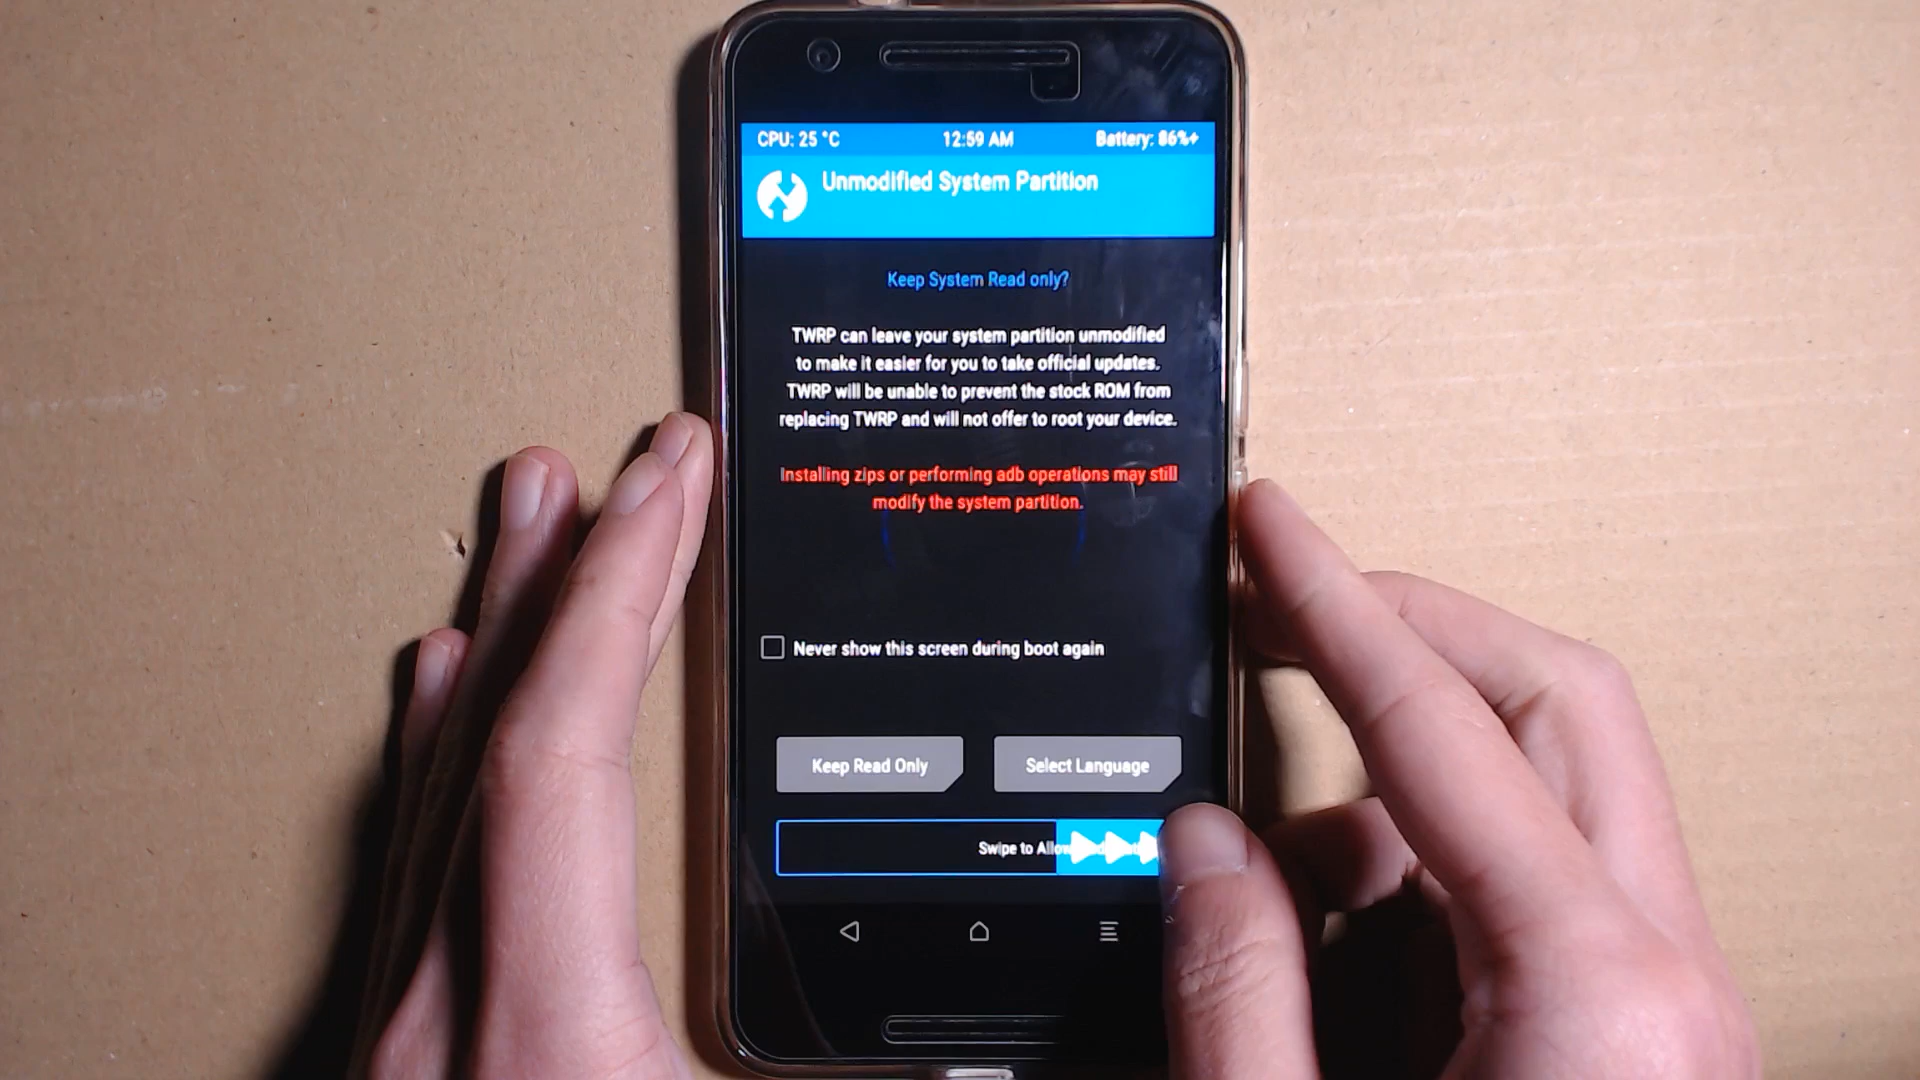 CPU: 25 °C 12:59 AM Battery: 86%+
Unmodified System Partition
Keep System Read only?
TWRP can leave your system partition unmodified
to make it easier for you to take official updates.
TWRP will be unable to prevent the stock ROM from
replacing TWRP and will not offer to root your device.
Installing zips or performing adb operations may still
modify the system partition.
Never show this screen during boot again
Keep Read Only Select Language
Swipe to Allow